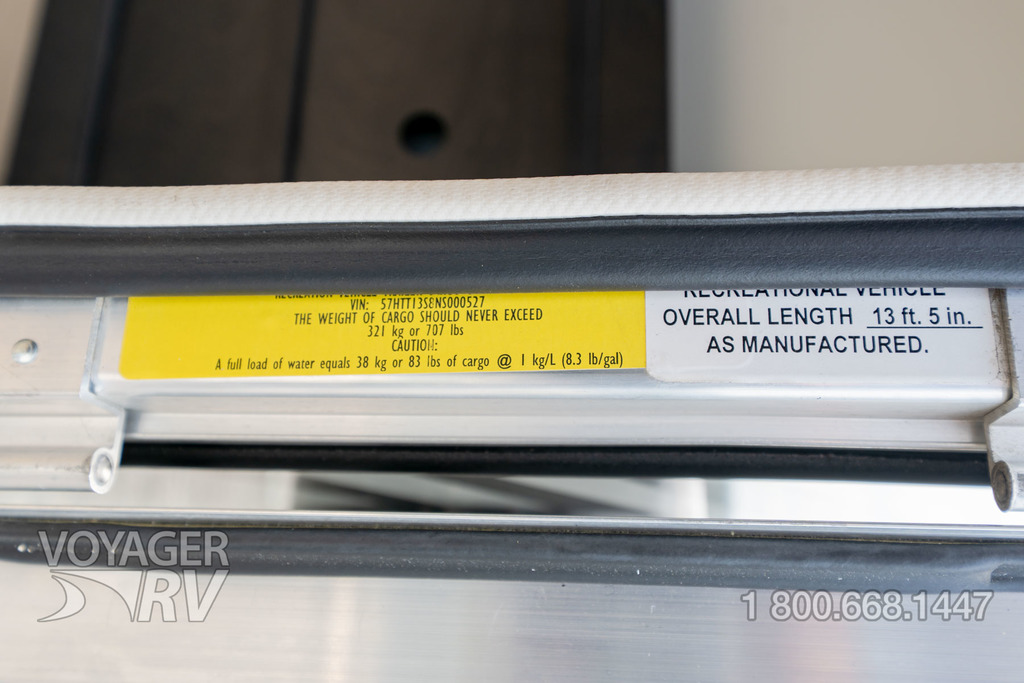 VIN: 57HTT13S8NS000527
THE WEIGHT OF CARGO SHOULD NEVER EXCEED
321 kg or 707 lbs
CAUTION:
A full load of water equals 38 kg or 83 lbs of cargo @ 1 kg/L (8.3 lb/gal)
RECREATIONAL VEHICLE
OVERALL LENGTH 13 ft. 5 in.
AS MANUFACTURED.
VOYAGER
RV
1 800.668.1447